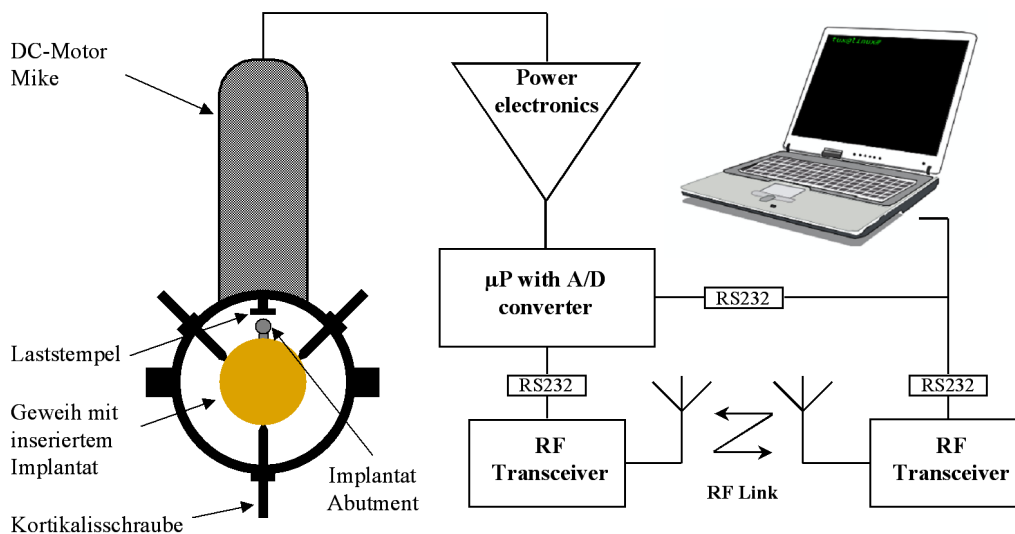 DC-Motor
Mike
Laststempel
Geweih mit
inseriertem
Implantat
Kortikalisschraube
Implantat
Abutment
Power
electronics
µP with A/D
converter
RS232
RS232
RS232
RF
Transceiver
RF Link
RF
Transceiver